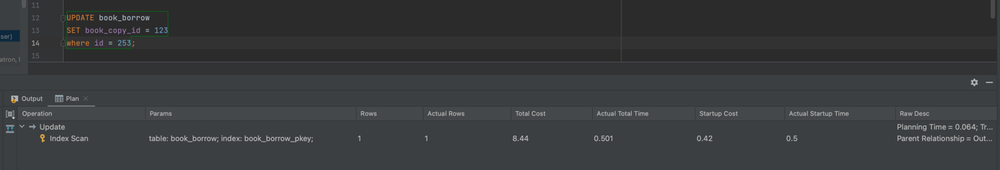 11
12 UPDATE book_borrow
13 SET book_copy_id = 123
ser)
14 where id = 253;
15
atron, I
Output Plan
Operation Params Rows Actual Rows Total Cost Actual Total Time Startup Cost Actual Startup Time Raw Desc
Update Planning Time = 0.064; Tr...
Index Scan table: book_borrow; index: book_borrow_pkey; 1 1 8.44 0.501 0.42 0.5 Parent Relationship = Out...